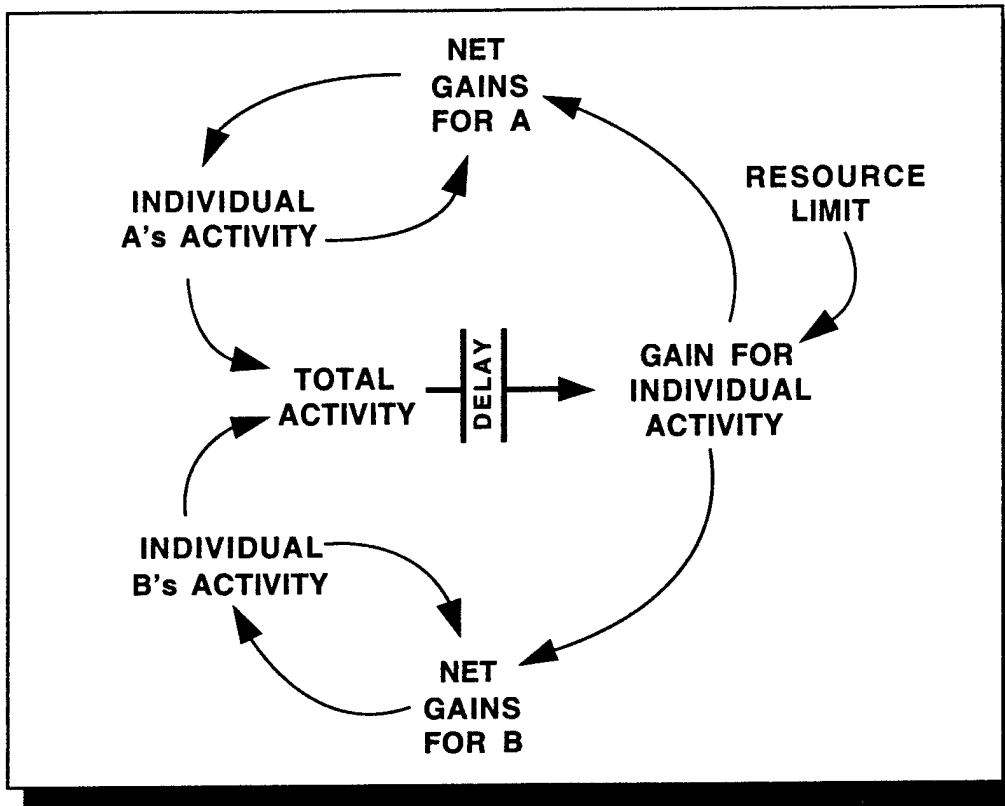 NET
GAINS
FOR A
RESOURCE
LIMIT
INDIVIDUAL
A's ACTIVITY
TOTAL
ACTIVITY
DELAY
GAIN FOR
INDIVIDUAL
ACTIVITY
INDIVIDUAL
B's ACTIVITY
NET
GAINS
FOR B